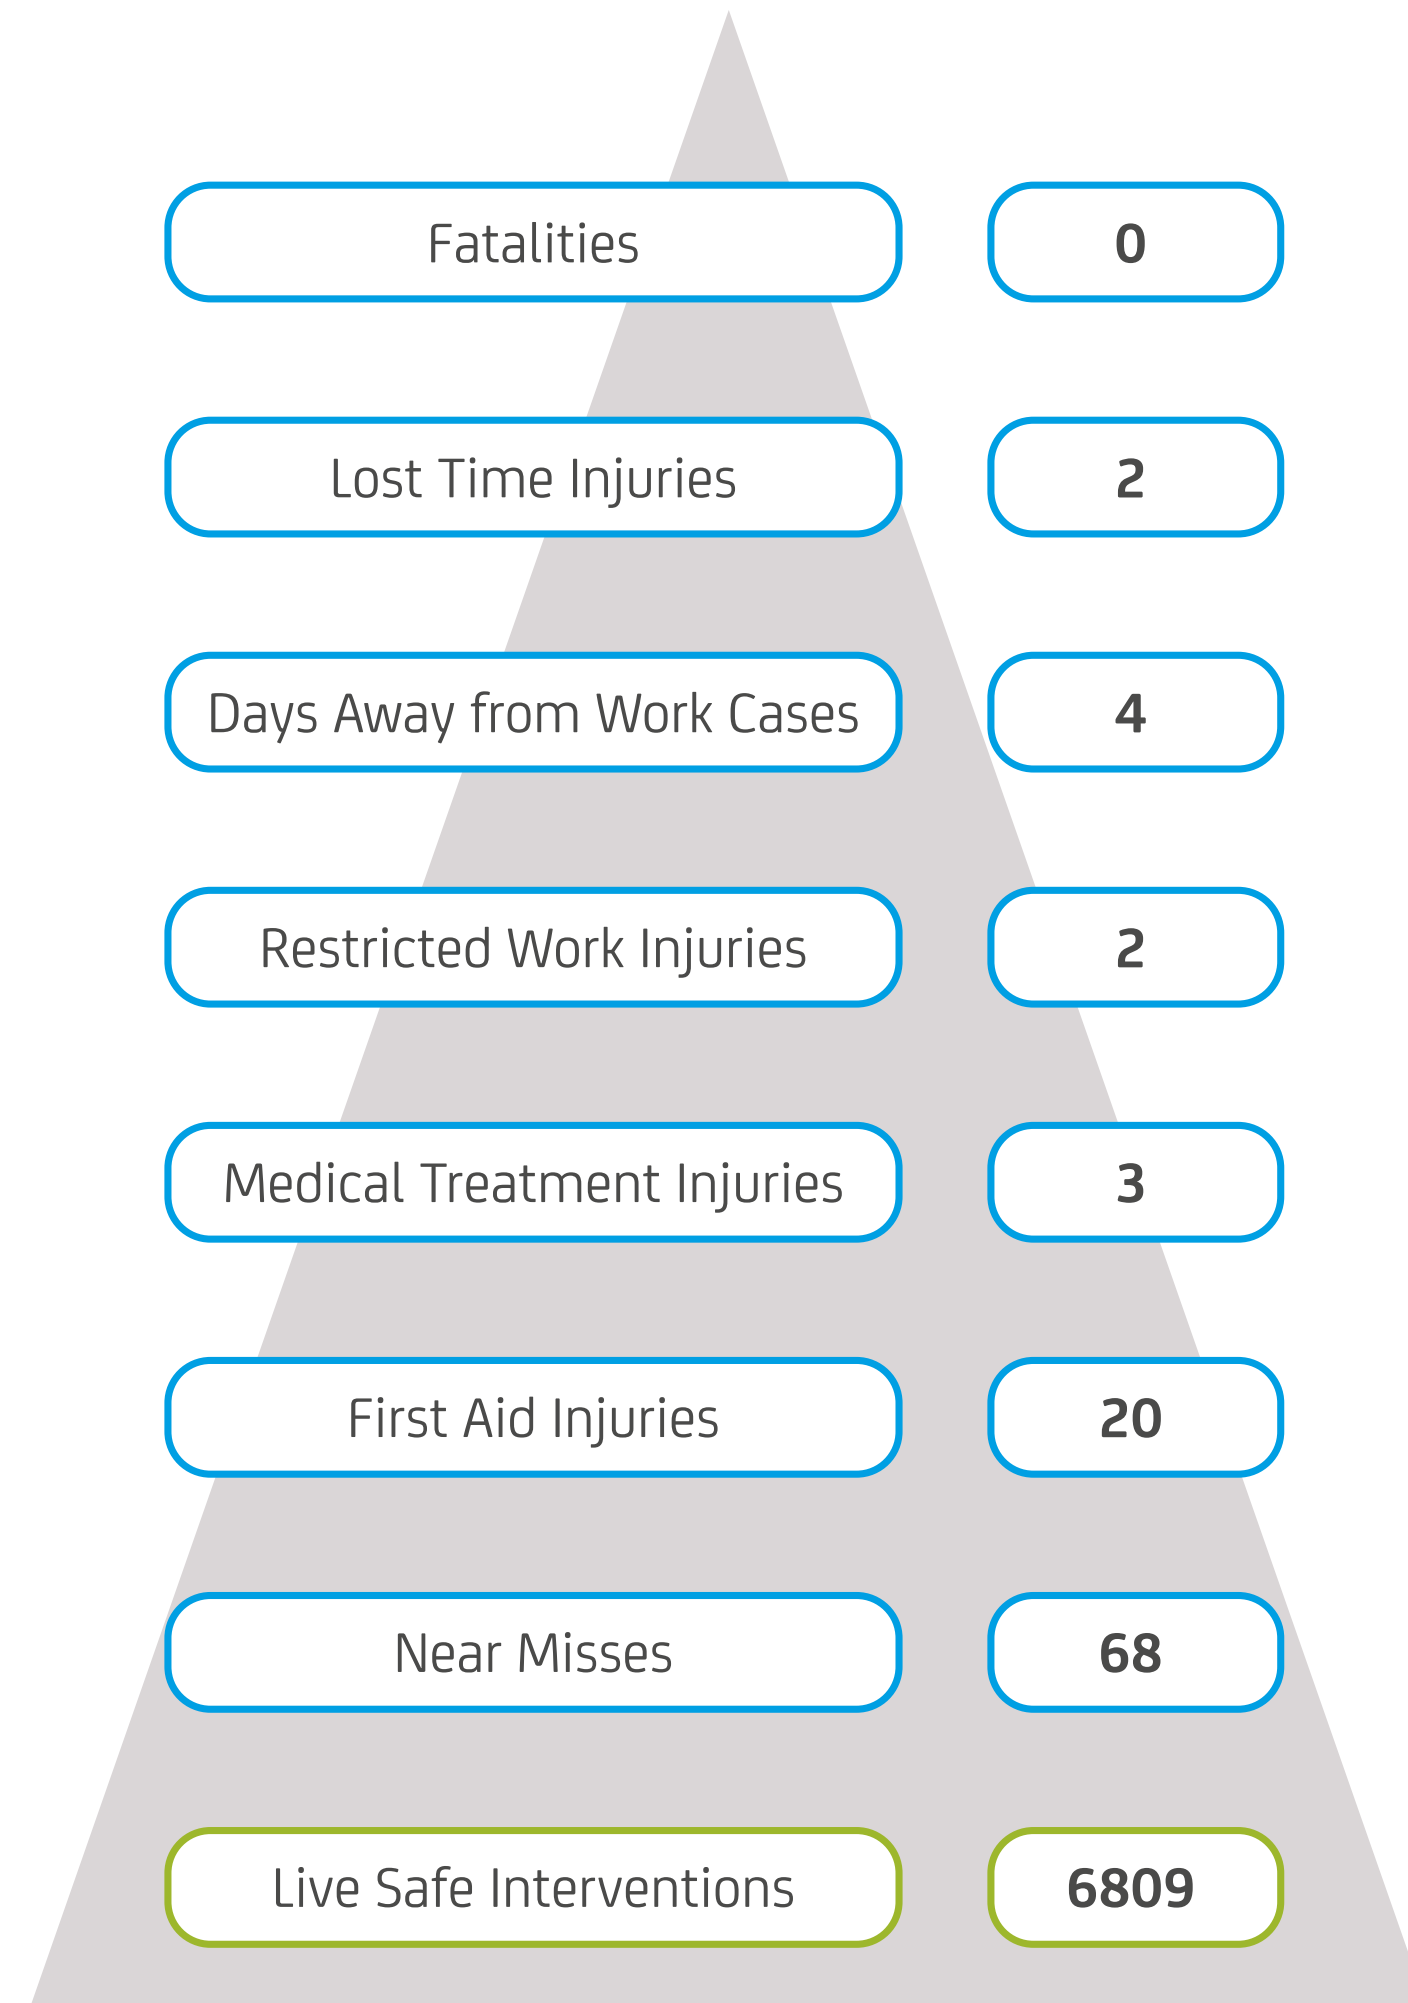 Fatalities 0
Lost Time Injuries 2
Days Away from Work Cases 4
Restricted Work Injuries 2
Medical Treatment Injuries 3
First Aid Injuries 20
Near Misses 68
Live Safe Interventions 6809